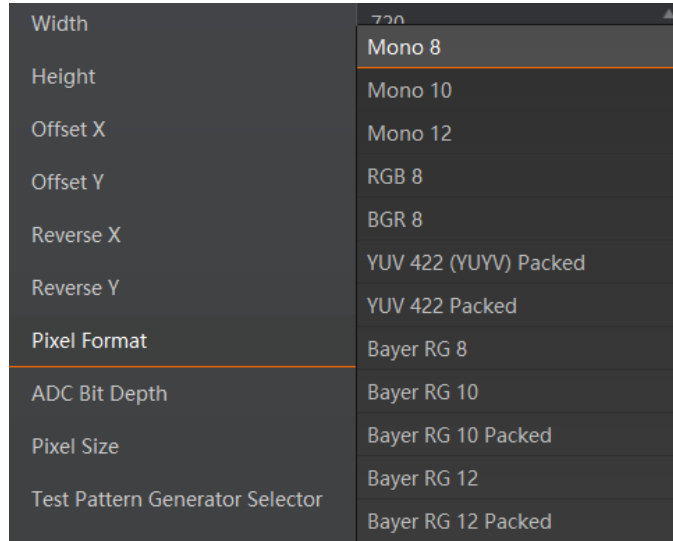 Width
720
Height
Offset X
Offset Y
Reverse X
Reverse Y
Pixel Format
ADC Bit Depth
Pixel Size
Test Pattern Generator Selector
Mono 8
Mono 10
Mono 12
RGB 8
BGR 8
YUV 422 (YUYV) Packed
YUV 422 Packed
Bayer RG 8
Bayer RG 10
Bayer RG 10 Packed
Bayer RG 12
Bayer RG 12 Packed